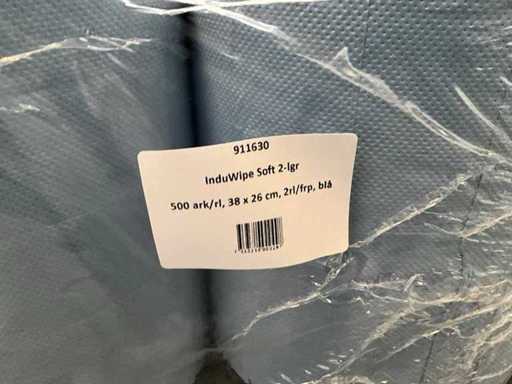 911630
InduWipe Soft 2-lgr
500 ark/rl, 38 x 26 cm, 2rl/frp, blå